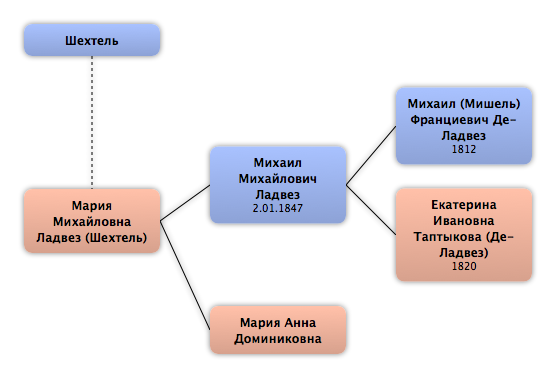 Шехтель
Мария
Михайловна
Ладвез (Шехтель)
Михаил
Михайлович
Ладвез
2.01.1847
Мария Анна
Доминиковна
Михаил (Мишель)
Францевич Де-
Ладвез
1812
Екатерина
Ивановна
Таптыкова (Де-
Ладвез)
1820